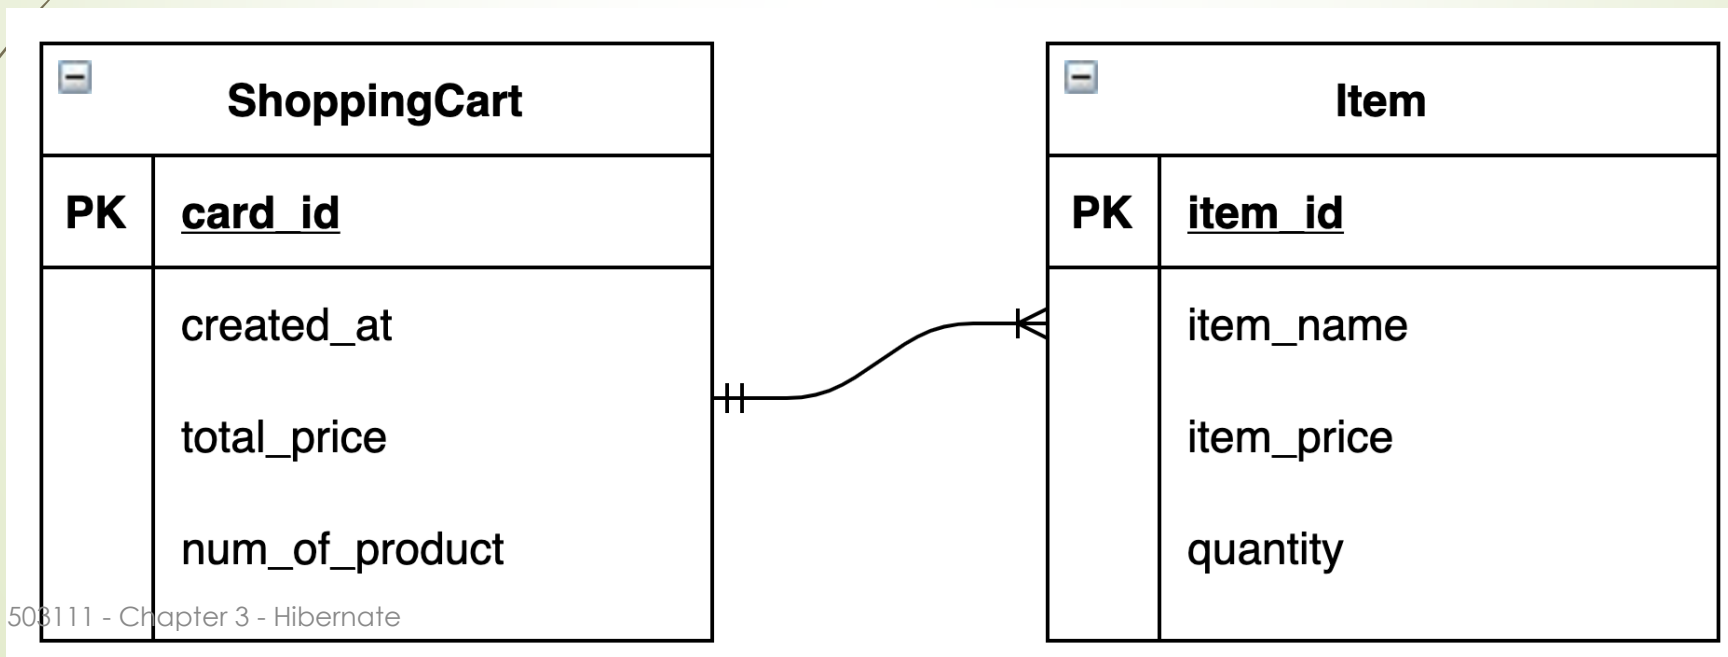 ShoppingCart
PK card_id
created_at
total_price
num_of_product
Item
PK item_id
item_name
item_price
quantity
503111 - Chapter 3 - Hibernate